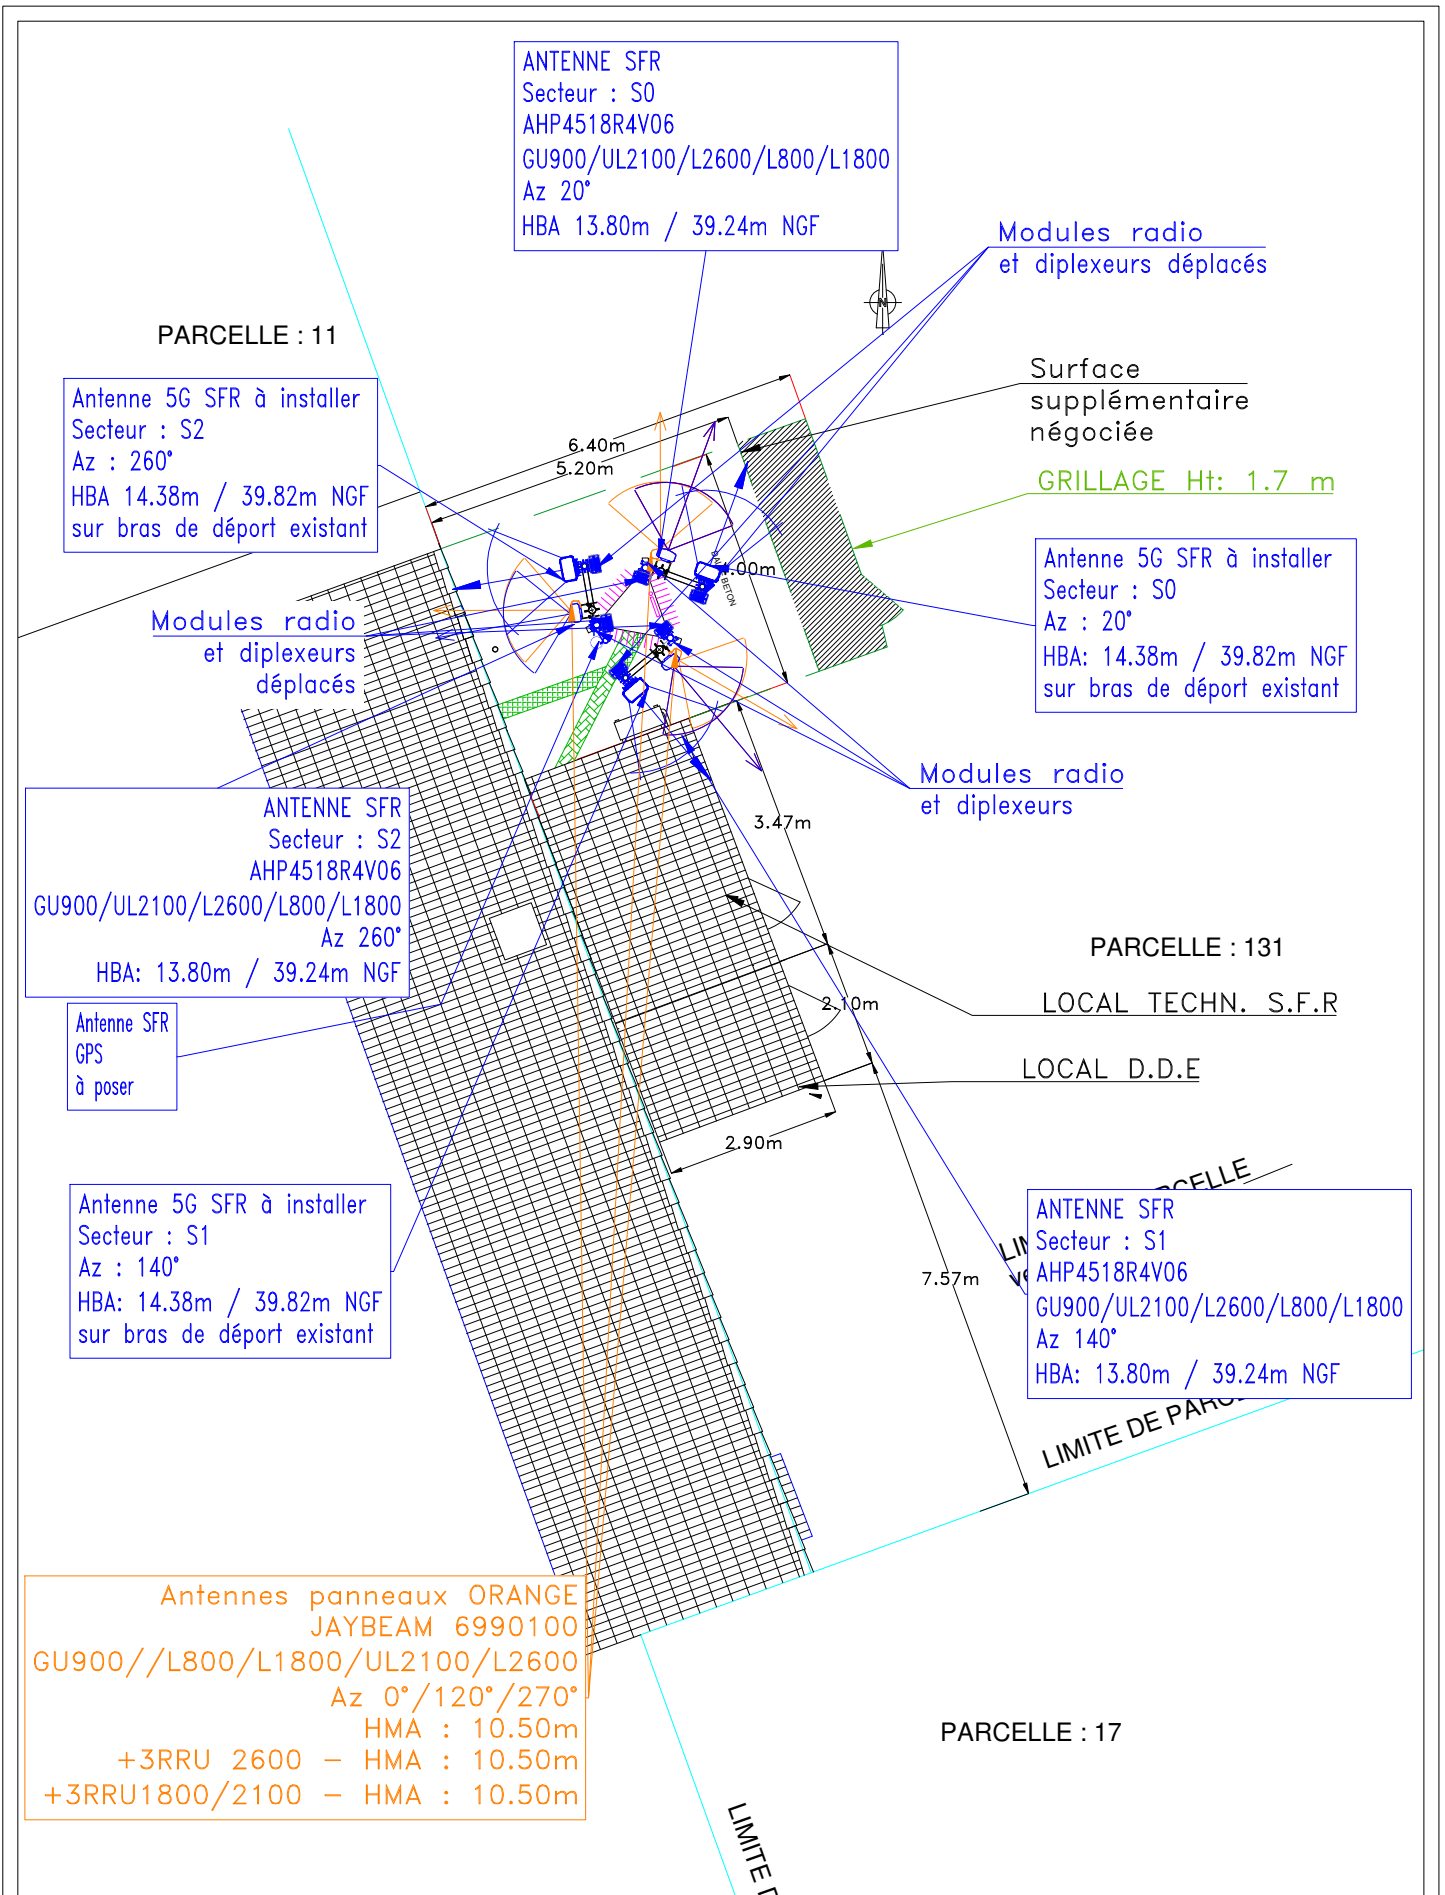 ANTENNE SFR
Secteur : S0
AHP4518R4V06
GU900/UL2100/L2600/L800/L1800
Az 20°
HBA 13.80m / 39.24m NGF
Modules radio
et diplexeurs déplacés
N
PARCELLE : 11
Surface
supplémentaire
négociée
Antenne 5G SFR à installer
Secteur : S2
Az : 260°
HBA 14.38m / 39.82m NGF
sur bras de déport existant
6.40m
5.20m
GRILLAGE Ht: 1.7 m
BETON
.00m
Antenne 5G SFR à installer
Secteur : S0
Az : 20°
HBA: 14.38m / 39.82m NGF
sur bras de déport existant
Modules radio
et diplexeurs
déplacés
Modules radio
et diplexeurs
ANTENNE SFR
Secteur : S2
AHP4518R4V06
GU900/UL2100/L2600/L800/L1800
Az 260°
HBA: 13.80m / 39.24m NGF
3.47m
PARCELLE : 131
2.10m
LOCAL TECHN. S.F.R
Antenne SFR
GPS
à poser
LOCAL D.D.E
2.90m
Antenne 5G SFR à installer
Secteur : S1
Az : 140°
HBA: 14.38m / 39.82m NGF
sur bras de déport existant
7.57m
ANTENNE SFR
Secteur : S1
AHP4518R4V06
GU900/UL2100/L2600/L800/L1800
Az 140°
HBA: 13.80m / 39.24m NGF
LIMITE DE
Antennes panneaux ORANGE
JAYBEAM 6990100
GU900//L800/L1800/UL2100/L2600
Az 0°/120°/270°
HMA : 10.50m
+3RRU 2600 – HMA : 10.50m
+3RRU1800/2100 – HMA : 10.50m
PARCELLE : 17
LIMITE